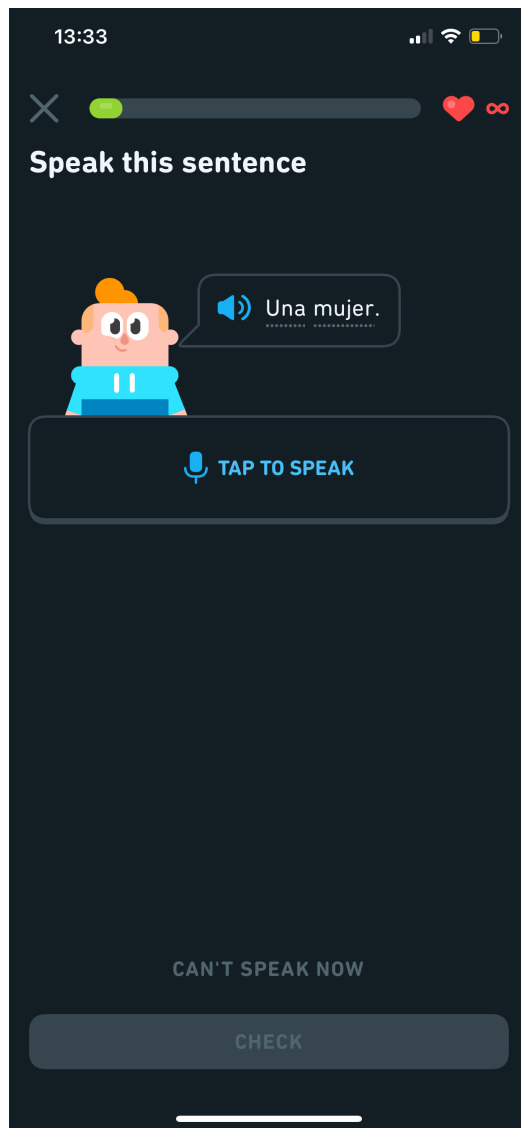 13:33
Speak this sentence
Una mujer.
TAP TO SPEAK
CAN'T SPEAK NOW
CHECK